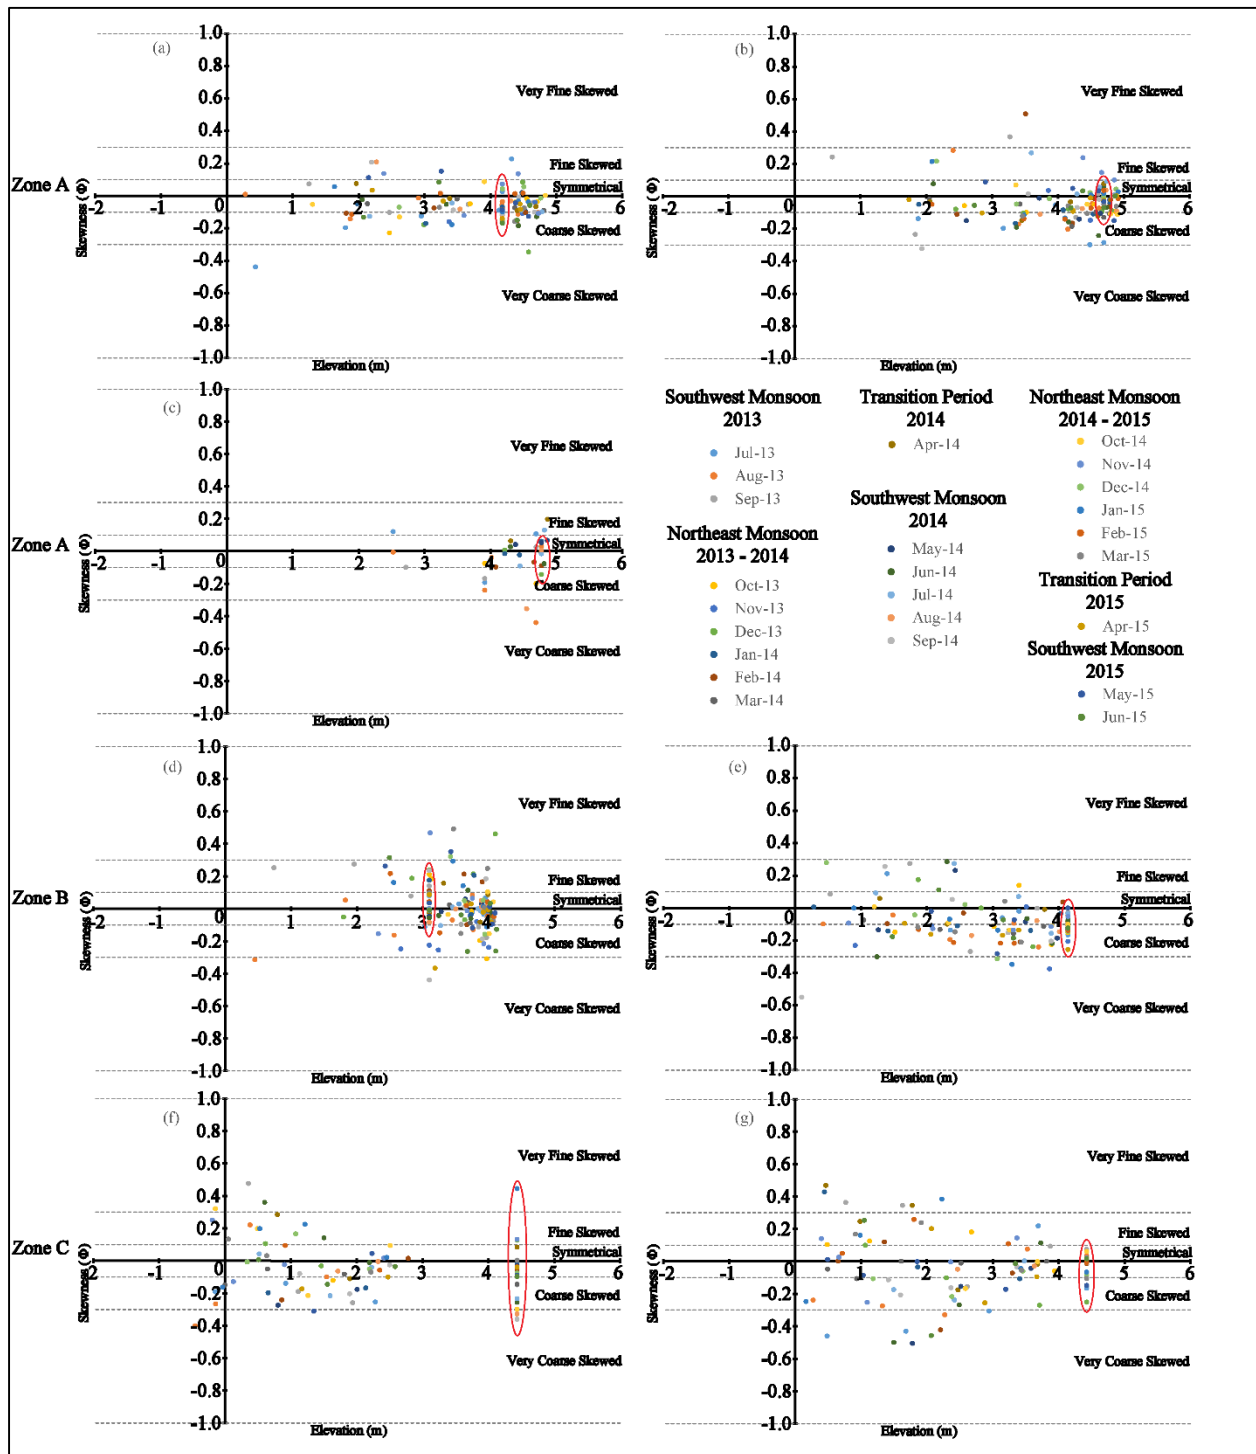 (a)
1.0
0.8
0.6
0.4
0.2
0
-0.2
-0.4
-0.6
-0.8
-1.0
-2 -1 1 2 3 4 5 6
Very Fine Skewed
Fine Skewed
Symmetrical
Coarse Skewed
Very Coarse Skewed
Zone A
Skewness (Φ)
Elevation (m)
(b)
1.0
0.8
0.6
0.4
0.2
0
-0.2
-0.4
-0.6
-0.8
-1.0
-2 -1 1 2 3 4 5 6
Very Fine Skewed
Fine Skewed
Symmetrical
Coarse Skewed
Very Coarse Skewed
Skewness (Φ)
Elevation (m)
(c)
1.0
0.8
0.6
0.4
0.2
0
-0.2
-0.4
-0.6
-0.8
-1.0
-2 -1 1 2 3 4 5 6
Very Fine Skewed
Fine Skewed
Symmetrical
Coarse Skewed
Very Coarse Skewed
Zone A
Skewness (Φ)
Elevation (m)
Southwest Monsoon
2013
Jul-13
Aug-13
Sep-13
Northeast Monsoon
2013 - 2014
Oct-13
Nov-13
Dec-13
Jan-14
Feb-14
Mar-14
Transition Period
2014
Apr-14
Southwest Monsoon
2014
May-14
Jun-14
Jul-14
Aug-14
Sep-14
Northeast Monsoon
2014 - 2015
Oct-14
Nov-14
Dec-14
Jan-15
Feb-15
Mar-15
Transition Period
2015
Apr-15
Southwest Monsoon
2015
May-15
Jun-15
(d)
1.0
0.8
0.6
0.4
0.2
0
-0.2
-0.4
-0.6
-0.8
-1.0
-2 -1 1 2 3 4 5 6
Very Fine Skewed
Fine Skewed
Symmetrical
Coarse Skewed
Very Coarse Skewed
Zone B
Skewness (Φ)
Elevation (m)
(e)
1.0
0.8
0.6
0.4
0.2
0
-0.2
-0.4
-0.6
-0.8
-1.0
-2 -1 1 2 3 4 5 6
Very Fine Skewed
Fine Skewed
Symmetrical
Coarse Skewed
Very Coarse Skewed
Skewness (Φ)
Elevation (m)
(f)
1.0
0.8
0.6
0.4
0.2
0
-0.2
-0.4
-0.6
-0.8
-1.0
-2 -1 1 2 3 4 5 6
Very Fine Skewed
Fine Skewed
Symmetrical
Coarse Skewed
Very Coarse Skewed
Zone C
Skewness (Φ)
Elevation (m)
(g)
1.0
0.8
0.6
0.4
0.2
0
-0.2
-0.4
-0.6
-0.8
-1.0
-2 -1 1 2 3 4 5 6
Very Fine Skewed
Fine Skewed
Symmetrical
Coarse Skewed
Very Coarse Skewed
Skewness (Φ)
Elevation (m)